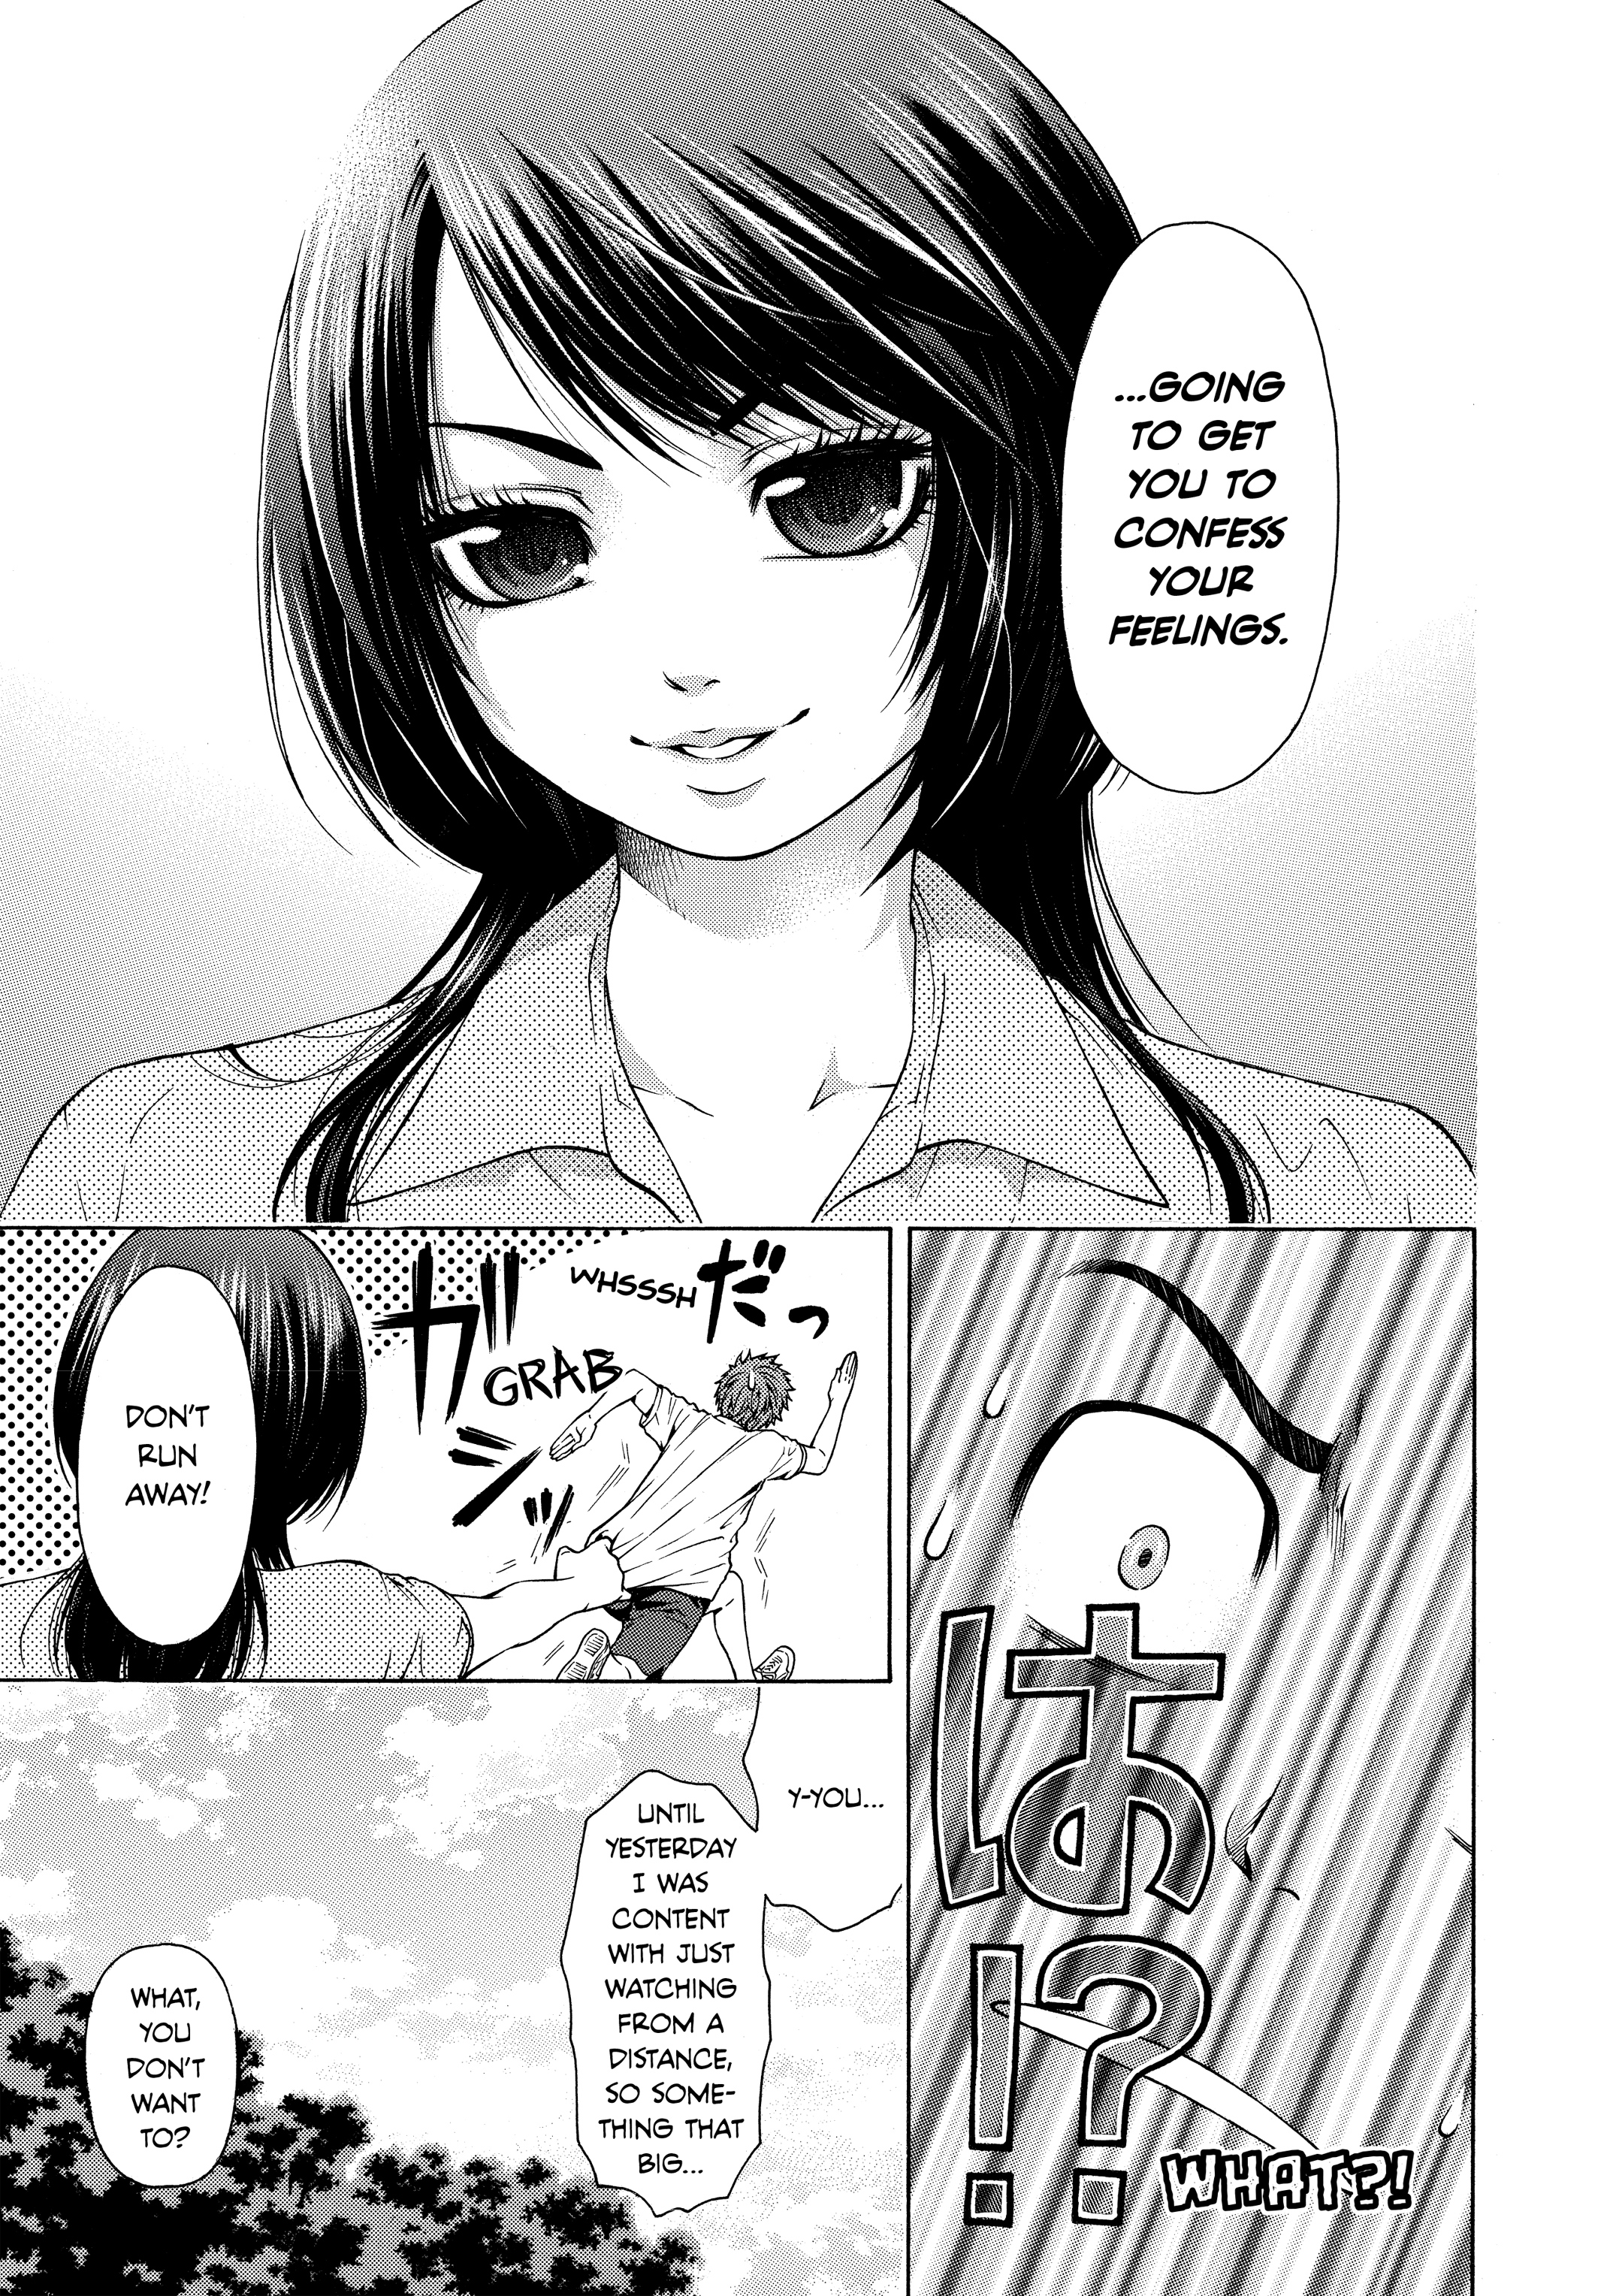 ...GOING
TO GET
YOU TO
CONFESS
YOUR
FEELINGS.
は!?
WHAT?!
だっ
WHSSSH
ガシッ
GRAB
DON'T
RUN
AWAY!
Y-YOU...
UNTIL
YESTERDAY
I WAS
CONTENT
WITH JUST
WATCHING
FROM A
DISTANCE,
SO SOME-
THING THAT
BIG...
WHAT,
YOU
DON'T
WANT
TO?